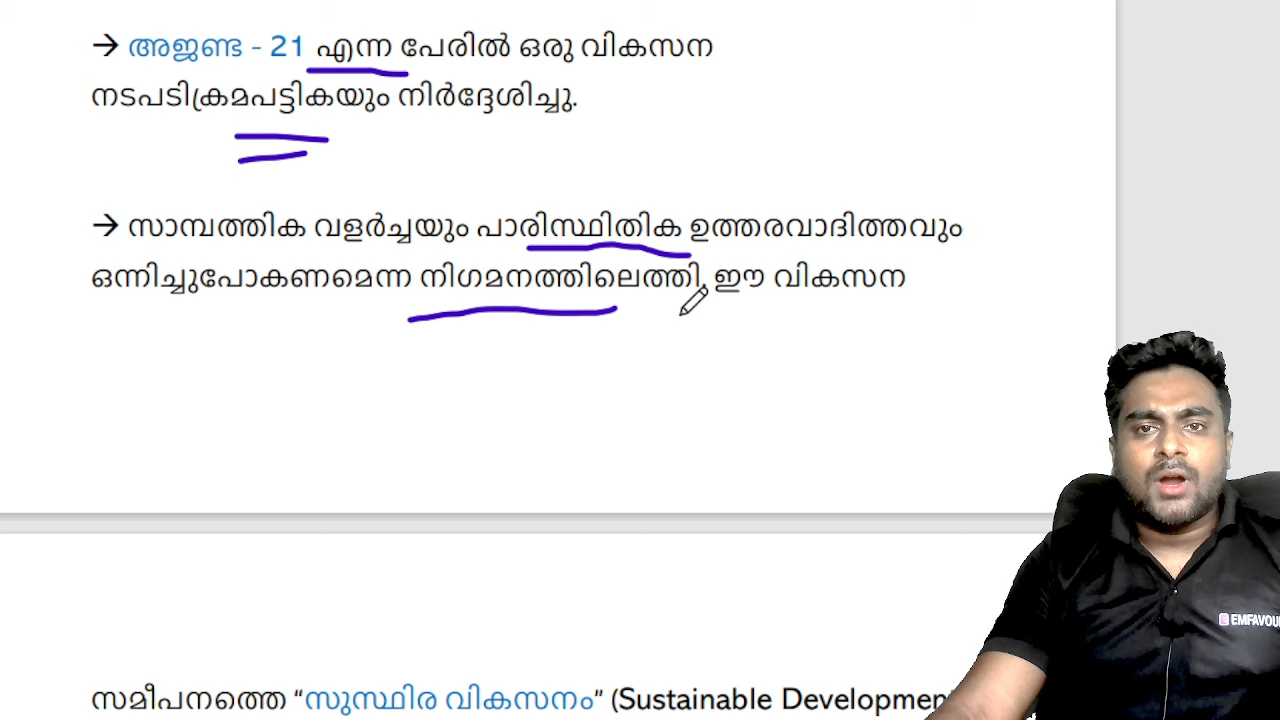 → അജണ്ട - 21 എന്ന പേരിൽ ഒരു വികസന
നടപടിക്രമപട്ടികയും നിർദ്ദേശിച്ചു.
→ സാമ്പത്തിക വളർച്ചയും പാരിസ്ഥിതിക ഉത്തരവാദിത്തവും
ഒന്നിച്ചുപോകണമെന്ന നിഗമനത്തിലെത്തി. ഈ വികസന
EMFAVOU
സമീപനത്തെ “സുസ്ഥിര വികസനം” (Sustainable Developmen